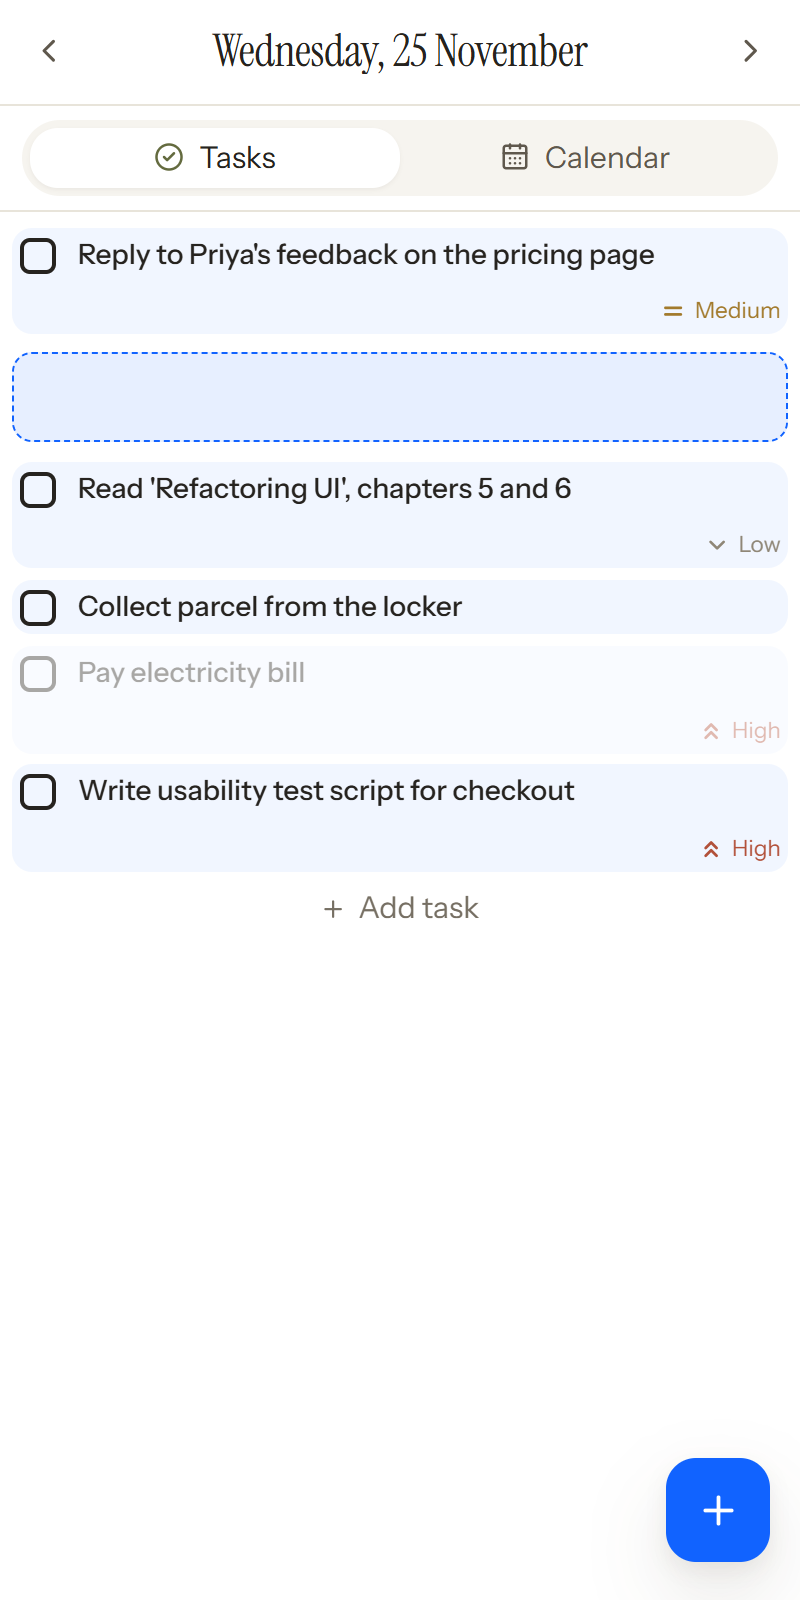 Wednesday, 25 November
Tasks
Calendar
Reply to Priya's feedback on the pricing page
Medium
Read 'Refactoring UI', chapters 5 and 6
Low
Collect parcel from the locker
Pay electricity bill
High
Write usability test script for checkout
High
+ Add task